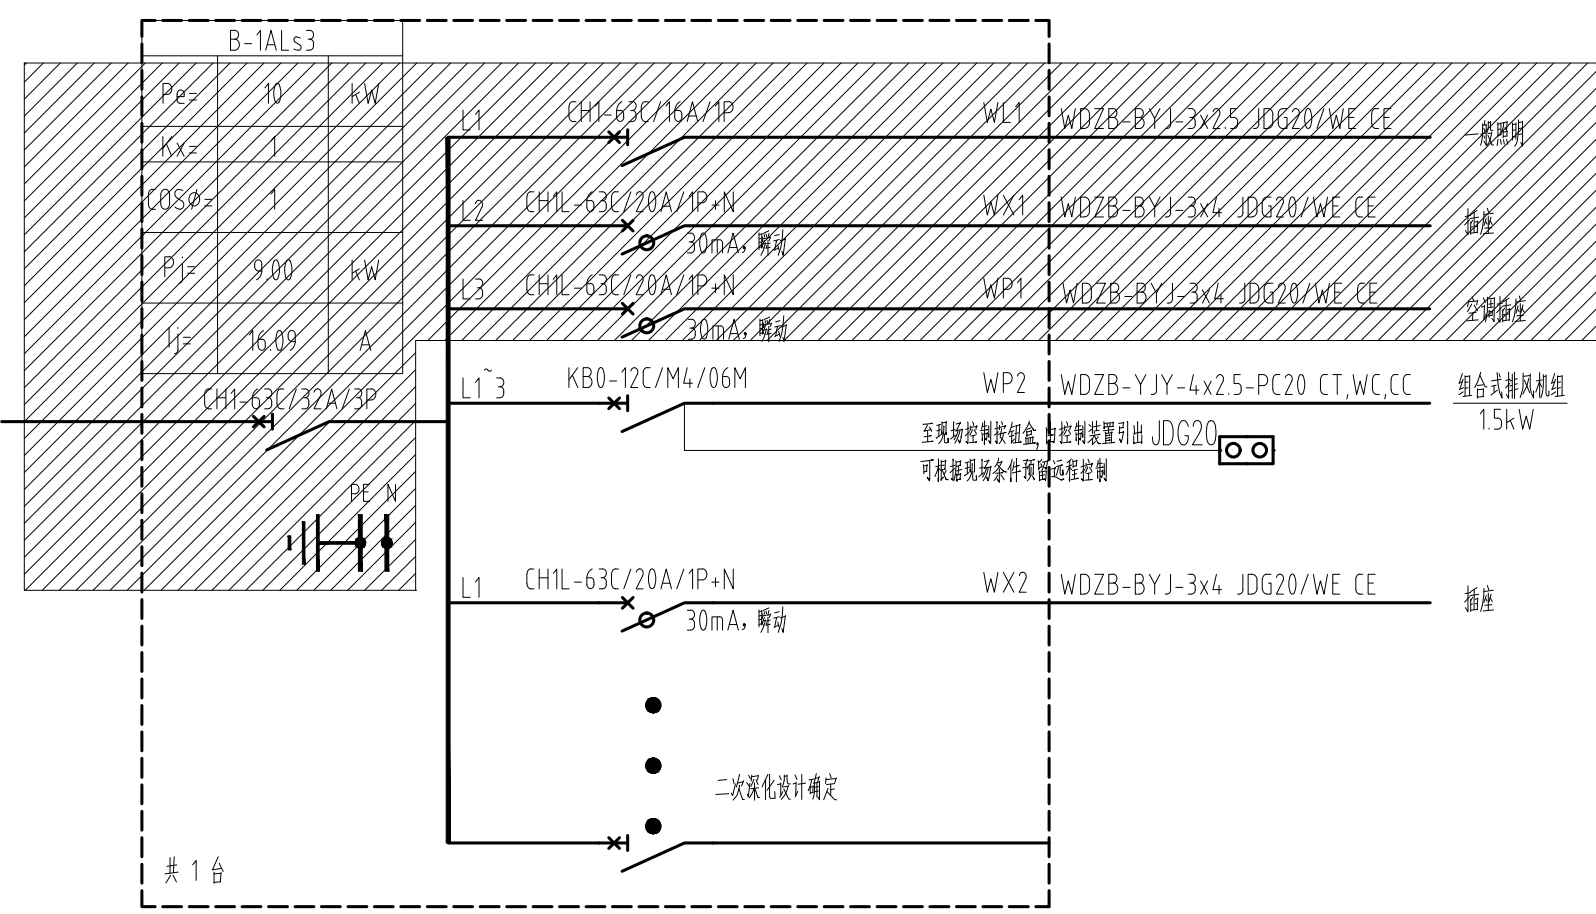 B-1ALs3
Pe= 10 kW
Kx= 1
COSø= 1
Pj= 9.00 kW
Ij= 16.09 A
CH1-63C/32A/3P
PE N
L1 CH1-63C/16A/1P WL1 WDZB-BYJ-3x2.5 JDG20/WE CE 一般照明
L2 CH1L-63C/20A/1P+N WX1 WDZB-BYJ-3x4 JDG20/WE CE 插座
30mA，瞬动
L3 CH1L-63C/20A/1P+N WP1 WDZB-BYJ-3x4 JDG20/WE CE 空调插座
30mA，瞬动
L1~3 KB0-12C/M4/06M WP2 WDZB-YJY-4x2.5-PC20 CT,WC,CC 组合式排风机组
1.5kW
至现场控制按钮盒,由控制装置引出 JDG20
可根据现场条件预留远程控制
L1 CH1L-63C/20A/1P+N WX2 WDZB-BYJ-3x4 JDG20/WE CE 插座
30mA，瞬动
二次深化设计确定
共 1 台